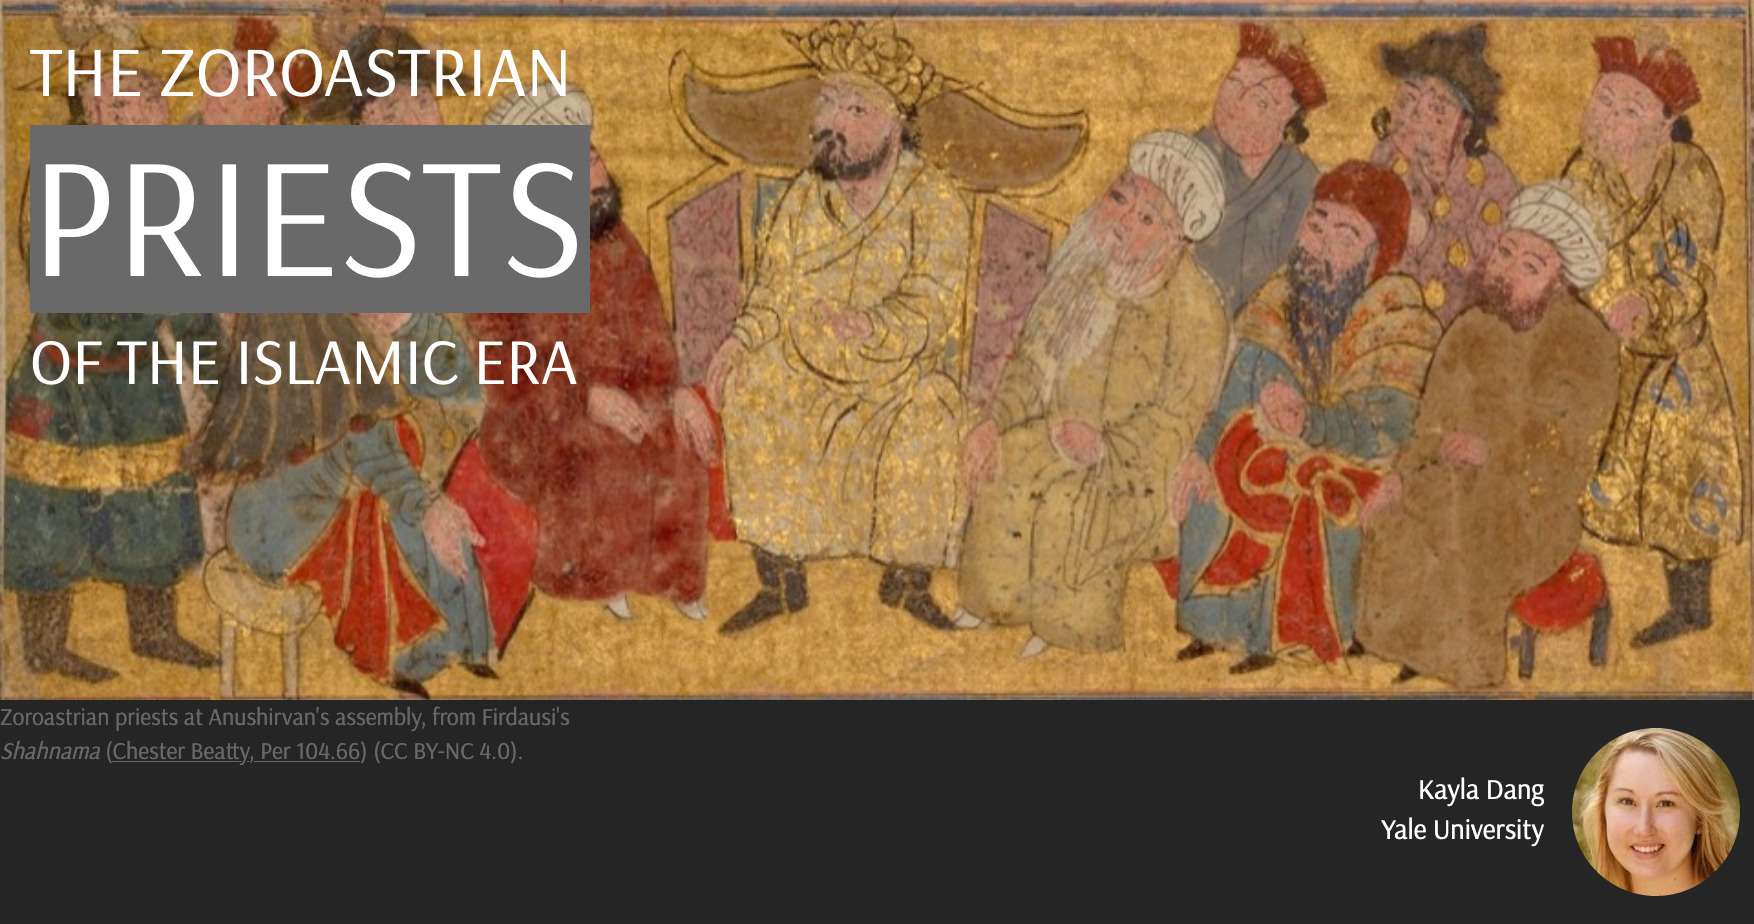 THE ZOROASTRIAN
PRIESTS
OF THE ISLAMIC ERA
Zoroastrian priests at Anushirvan's assembly, from Firdausi's
Shahnama (Chester Beatty, Per 104.66) (CC BY-NC 4.0).
Kayla Dang
Yale University